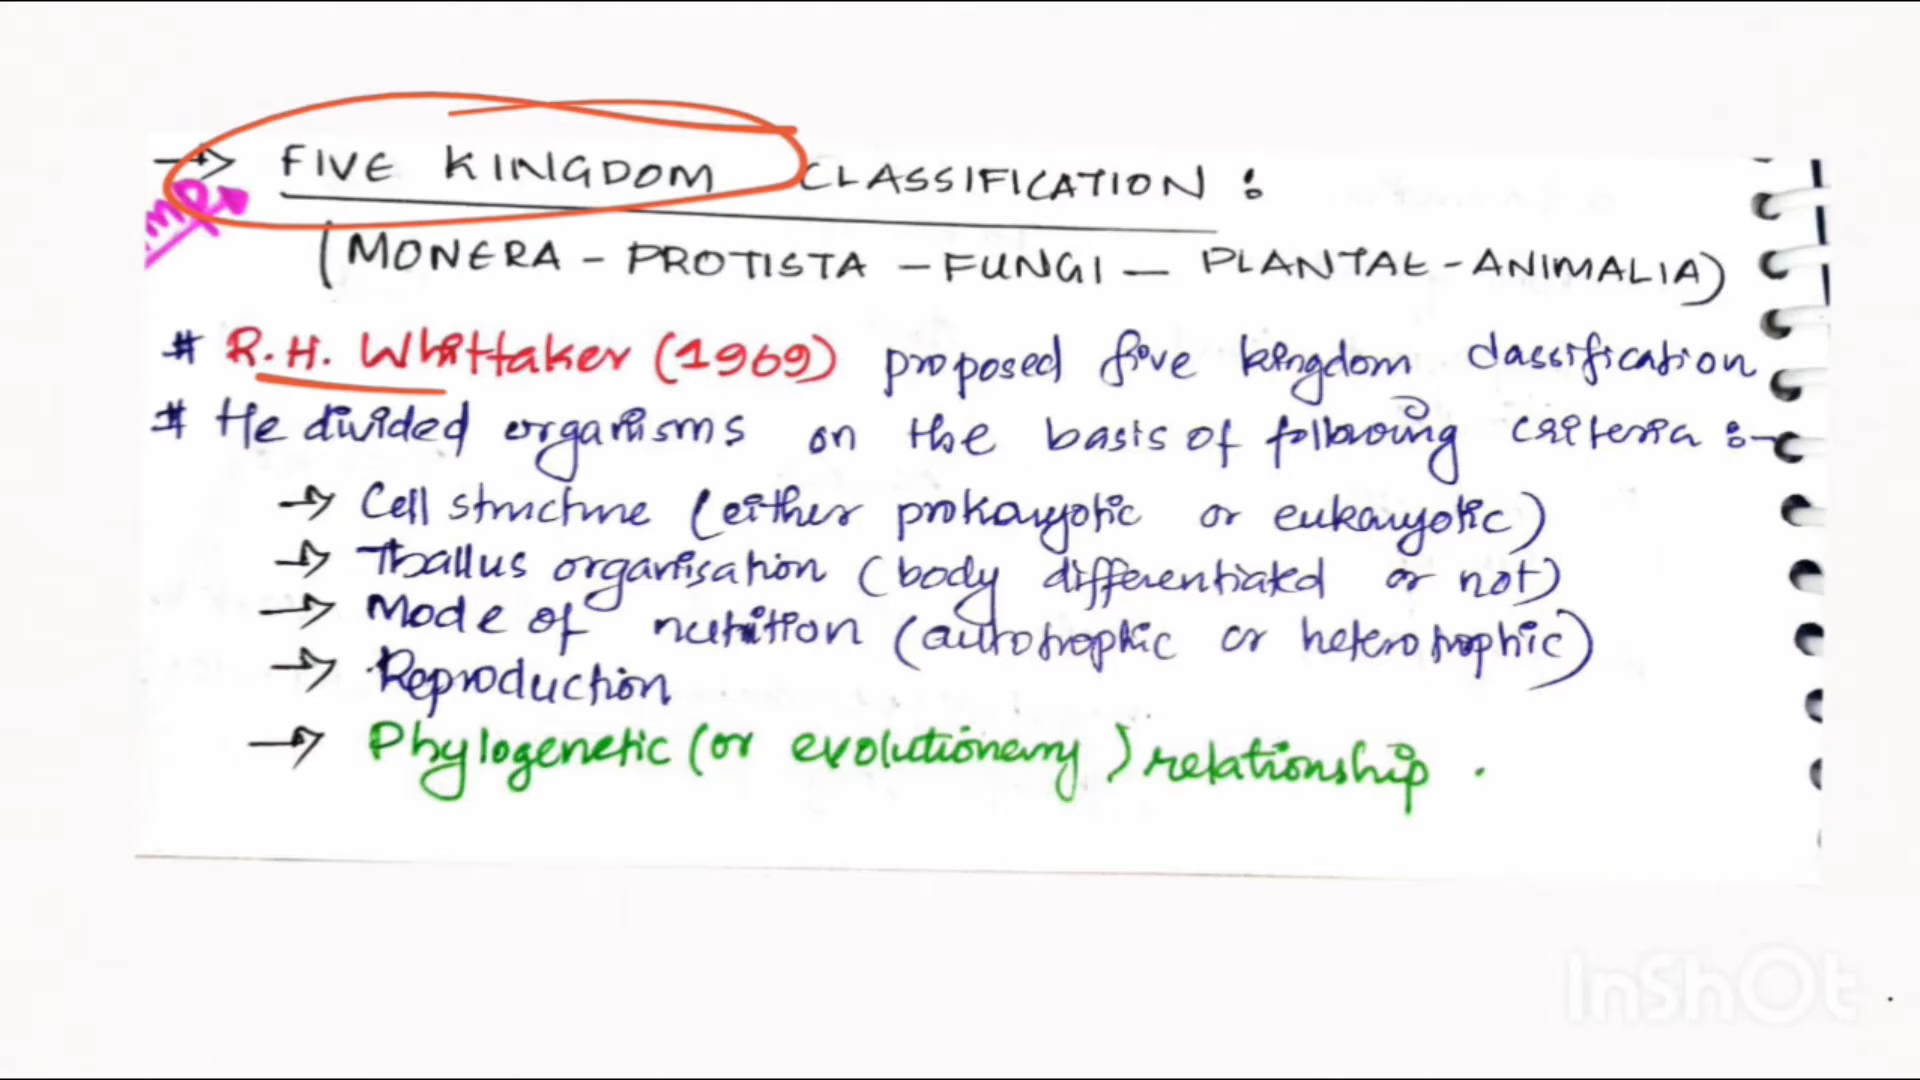 → FIVE KINGDOM CLASSIFICATION :
Imp
(MONERA - PROTISTA - FUNGI - PLANTAE - ANIMALIA)
# R.H. Whittaker (1969) proposed five kingdom classification
# He divided organisms on the basis of following criteria :-
→ Cell structure (either prokaryotic or eukaryotic)
→ Thallus organisation (body differentiated or not)
→ Mode of nutrition (autotrophic or heterotrophic)
→ Reproduction
→ Phylogenetic (or evolutionary) relationship .
InShOt